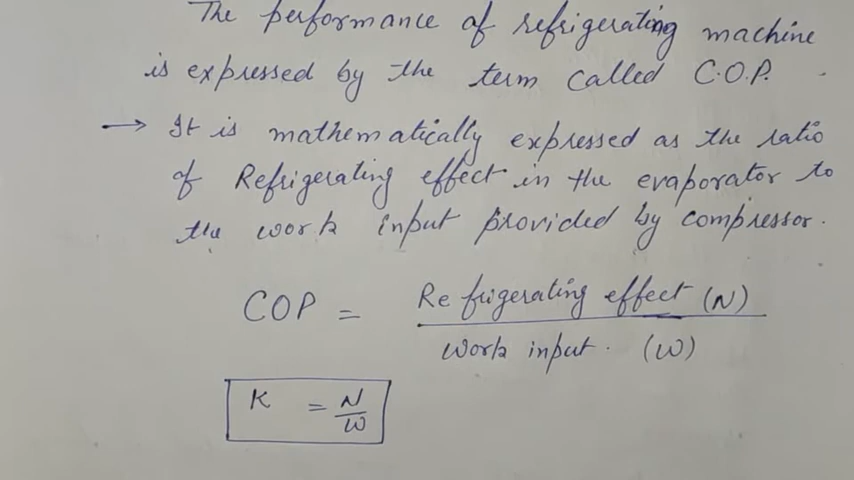 The performance of refrigerating machine
is expressed by the term called C.O.P.
→ It is mathematically expressed as the ratio
of Refrigerating effect in the evaporator to
the work input provided by compressor.
COP = Refrigerating effect (N)
work input. (W)
K = N
W